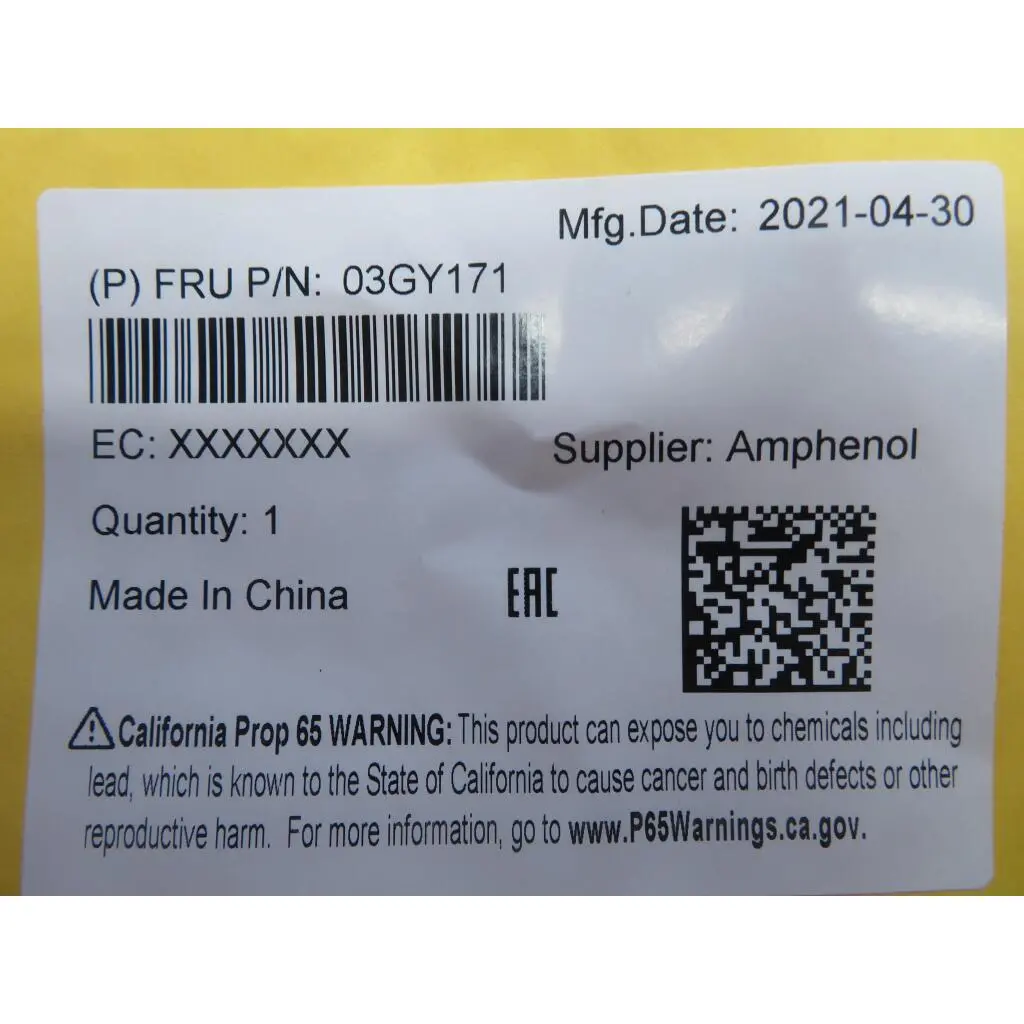 Mfg.Date: 2021-04-30
(P) FRU P/N: 03GY171
EC: XXXXXXX
Supplier: Amphenol
Quantity: 1
Made In China
EAC
California Prop 65 WARNING: This product can expose you to chemicals including
lead, which is known to the State of California to cause cancer and birth defects or other
reproductive harm. For more information, go to www.P65Warnings.ca.gov.